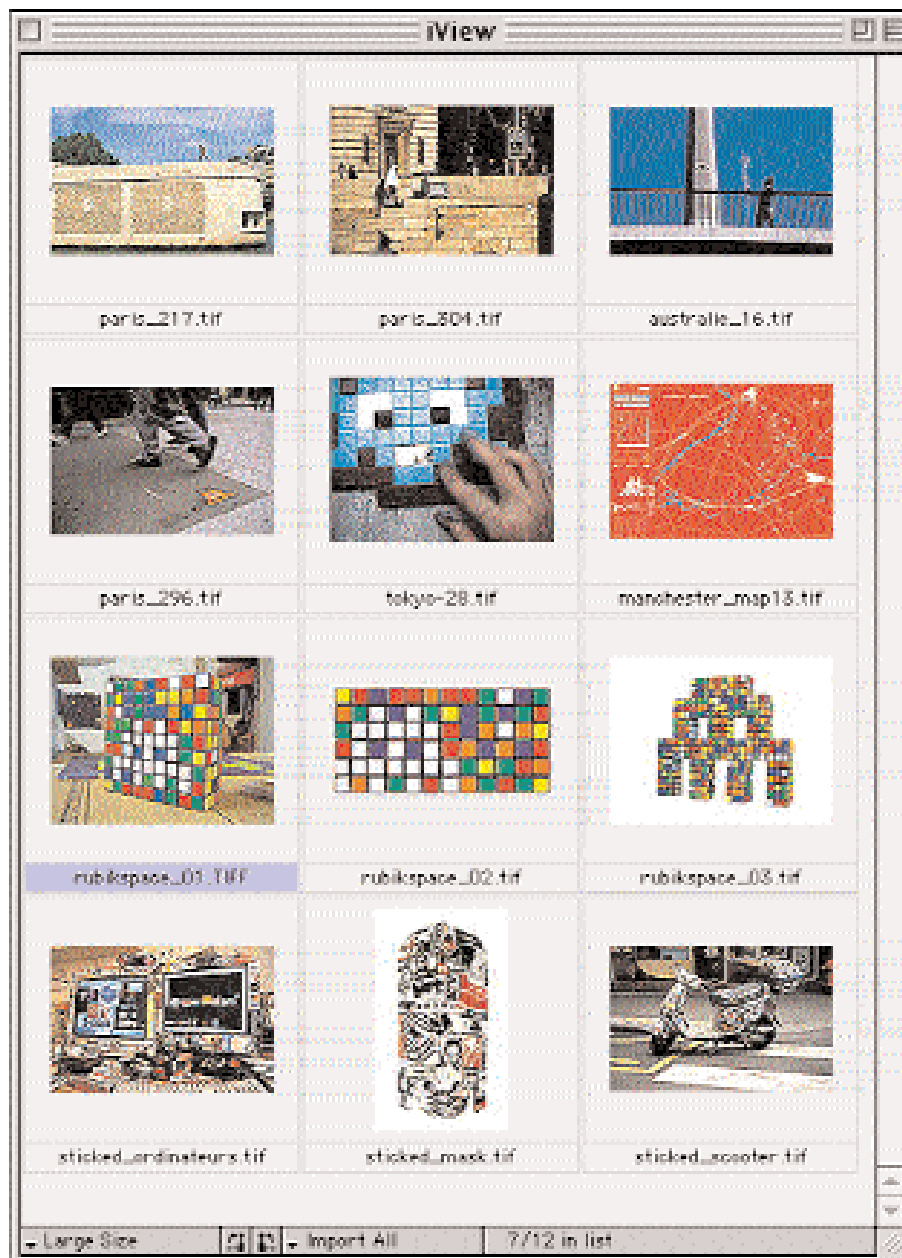 iView
paris_217.tif
paris_304.tif
australie_16.tif
paris_296.tif
tokyo-28.tif
manchester_map13.tif
rubikspace_01.TIFF
rubikspace_02.tif
rubikspace_03.tif
sticked_ordinateurs.tif
sticked_mask.tif
sticked_scooter.tif
Large Size
Import All
7/12 in list